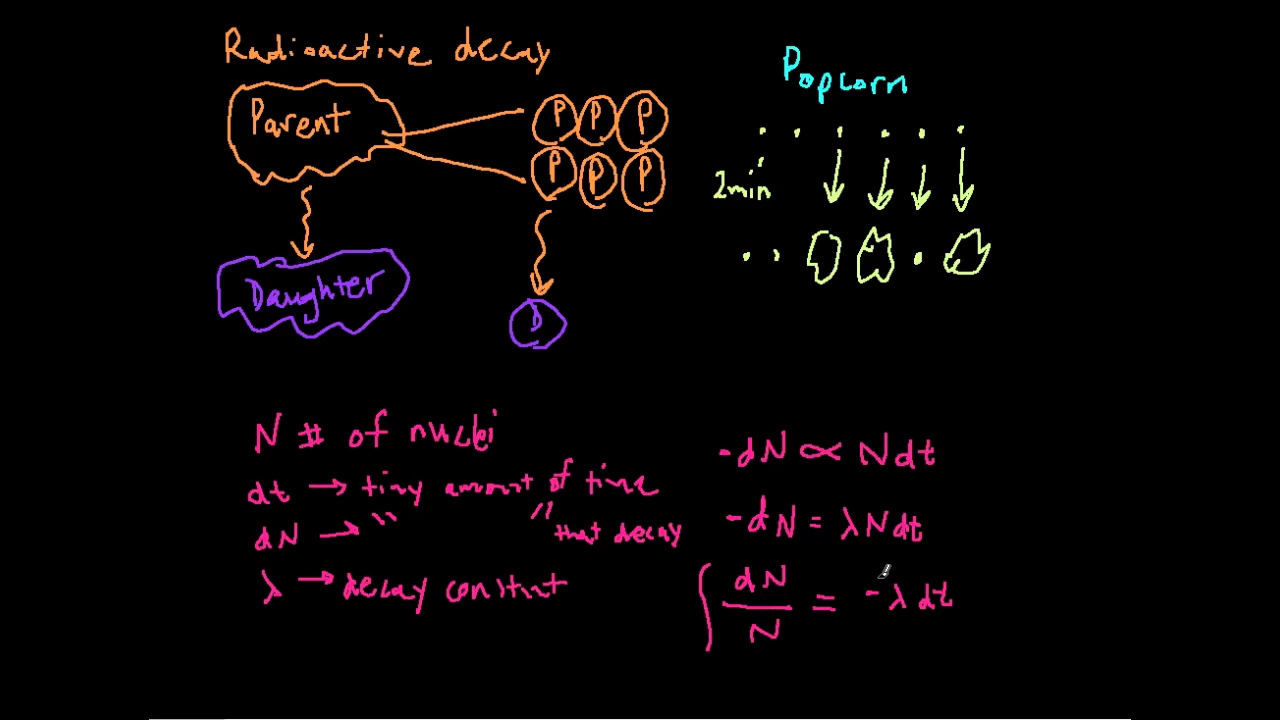 Radioactive decay
Parent
P P P
P P P
Daughter
D
Popcorn
2min
N # of nuclei
dt → tiny amount of time
dN → " " that decay
λ → decay constant
-dN ∝ Ndt
-dN = λNdt
∫ dN/N = -λdt